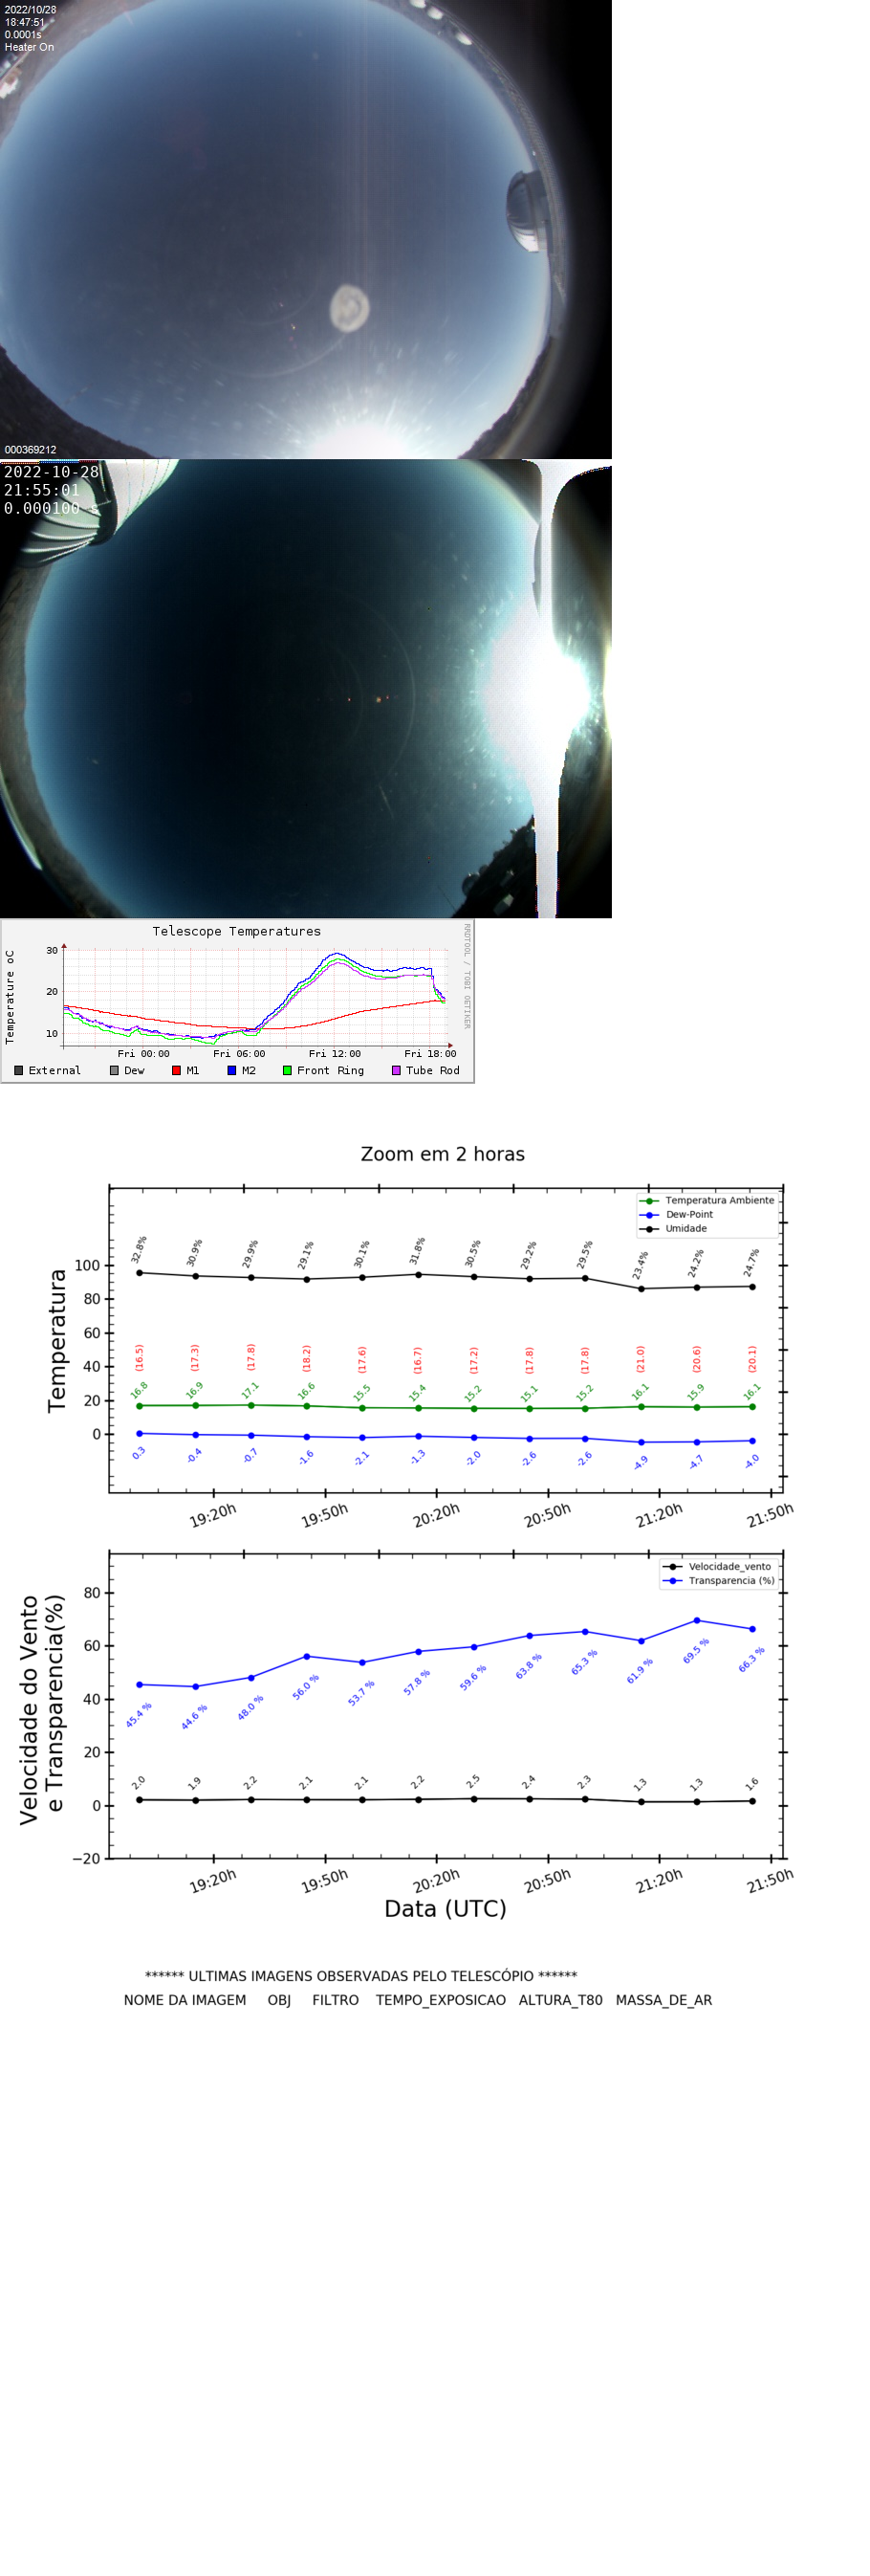 2022/10/28
18:47:51
0.0001s
Heater On
000369212
2022-10-28
21:55:01
0.000100 s
Telescope Temperatures
RRDTOOL / TOBI OETIKER
Temperature oC
30
20
10
Fri 00:00 Fri 06:00 Fri 12:00 Fri 18:00
External Dew M1 M2 Front Ring Tube Rod
Zoom em 2 horas
Temperatura Ambiente
Dew-Point
Umidade
Temperatura
100
80
60
40
20
0
32.8% 30.9% 29.9% 29.1% 30.1% 31.8% 30.5% 29.2% 29.5% 23.4% 24.2% 24.7%
(16.5) (17.3) (17.8) (18.2) (17.6) (16.7) (17.2) (17.8) (17.8) (21.0) (20.6) (20.1)
16.8 16.9 17.1 16.6 15.5 15.4 15.2 15.1 15.2 16.1 15.9 16.1
0.3 -0.4 -0.7 -1.6 -2.1 -1.3 -2.0 -2.6 -2.6 -4.9 -4.7 -4.0
19:20h 19:50h 20:20h 20:50h 21:20h 21:50h
Velocidade_vento
Transparencia (%)
Velocidade do Vento
e Transparencia(%)
80
60
40
20
0
−20
45.4 % 44.6 % 48.0 % 56.0 % 53.7 % 57.8 % 59.6 % 63.8 % 65.3 % 61.9 % 69.5 % 66.3 %
2.0 1.9 2.2 2.1 2.1 2.2 2.5 2.4 2.3 1.3 1.3 1.6
19:20h 19:50h 20:20h 20:50h 21:20h 21:50h
Data (UTC)
****** ULTIMAS IMAGENS OBSERVADAS PELO TELESCÓPIO ******
NOME DA IMAGEM OBJ FILTRO TEMPO_EXPOSICAO ALTURA_T80 MASSA_DE_AR